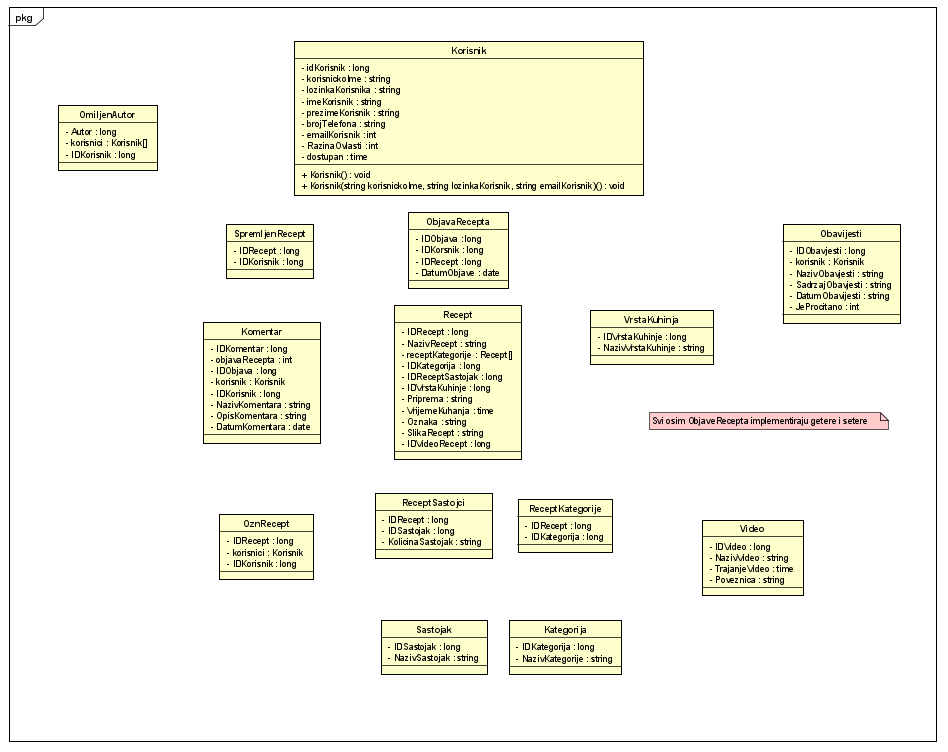 pkg
Korisnik
- idKorisnik : long
- korisnickoIme : string
- lozinkaKorisnika : string
- imeKorisnik : string
- prezimeKorisnik : string
- brojTelefona : string
- emailKorisnik : int
- RazinaOvlasti : int
- dostupan : time
+ Korisnik() : void
+ Korisnik(string korisnickoIme, string lozinkaKorisnik, string emailKorisnik)() : void
OmiljenAutor
- Autor : long
- korisnici : Korisnik[]
- IDKorisnik : long
SpremljenRecept
- IDRecept : long
- IDKorisnik : long
ObjavaRecepta
- IDObjava : long
- IDKorsnik : long
- IDRecept : long
- DatumObjave : date
Obavijesti
- IDObavjesti : long
- korisnik : Korisnik
- NazivObavjesti : string
- SadrzajObavjesti : string
- DatumObavijesti : string
- JeProcitano : int
Komentar
- IDKomentar : long
- objavaRecepta : int
- IDObjava : long
- korisnik : Korisnik
- IDKorisnik : long
- NazivKomentara : string
- OpisKomentara : string
- DatumKomentara : date
Recept
- IDRecept : long
- NazivRecept : string
- receptKategorije : Recept[]
- IDKategorija : long
- IDReceptSastojak : long
- IDVrstaKuhinje : long
- Priprema : string
- VrijemeKuhanja : time
- Oznaka : string
- SlikaRecept : string
- IDVideoRecept : long
VrstaKuhinja
- IDVrstaKuhinje : long
- NazivVrstaKuhinje : string
Svi osim ObjaveRecepta implementiraju getere i setere
OznRecept
- IDRecept : long
- korisnici : Korisnik
- IDKorisnik : long
ReceptSastojci
- IDRecept : long
- IDSastojak : long
- KolicinaSastojak : string
ReceptKategorije
- IDRecept : long
- IDKategorija : long
Video
- IDVideo : long
- NazivVideo : string
- TrajanjeVideo : time
- Poveznica : string
Sastojak
- IDSastojak : long
- NazivSastojak : string
Kategorija
- IDKategorija : long
- NazivKategorije : string